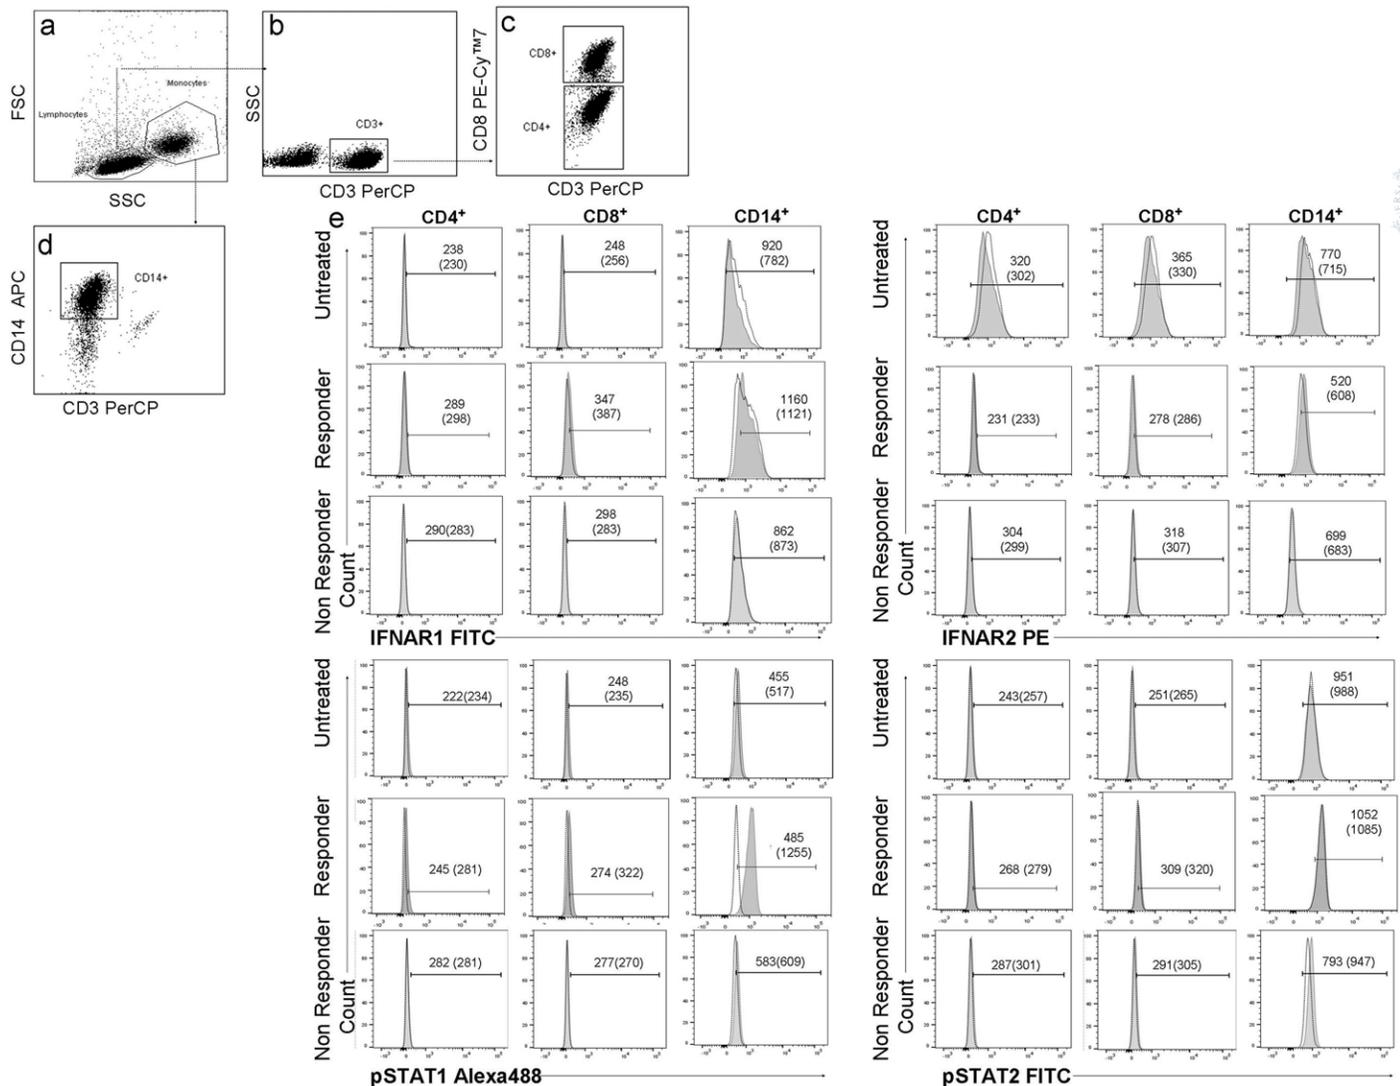 a
FSC
Monocytes
Lymphocytes
SSC
b
SSC
CD3+
CD3 PerCP
c
CD8 PE-Cy™7
CD8+
CD4+
CD3 PerCP
d
CD14 APC
CD14+
CD3 PerCP
e
CD4+ CD8+ CD14+
Untreated
238
(230)
248
(256)
920
(782)
Responder
289
(298)
347
(387)
1160
(1121)
Non Responder
Count
290(283)
298
(283)
862
(873)
IFNAR1 FITC
CD4+ CD8+ CD14+
Untreated
320
(302)
365
(330)
770
(715)
Responder
231 (233)
278 (286)
520
(608)
Non Responder
Count
304
(299)
318
(307)
699
(683)
IFNAR2 PE
Untreated
222(234)
248
(235)
455
(517)
Responder
245 (281)
274 (322)
485
(1255)
Non Responder
Count
282 (281)
277(270)
583(609)
pSTAT1 Alexa488
Untreated
243(257)
251(265)
951
(988)
Responder
268 (279)
309 (320)
1052
(1085)
Non Responder
Count
287(301)
291(305)
793 (947)
pSTAT2 FITC